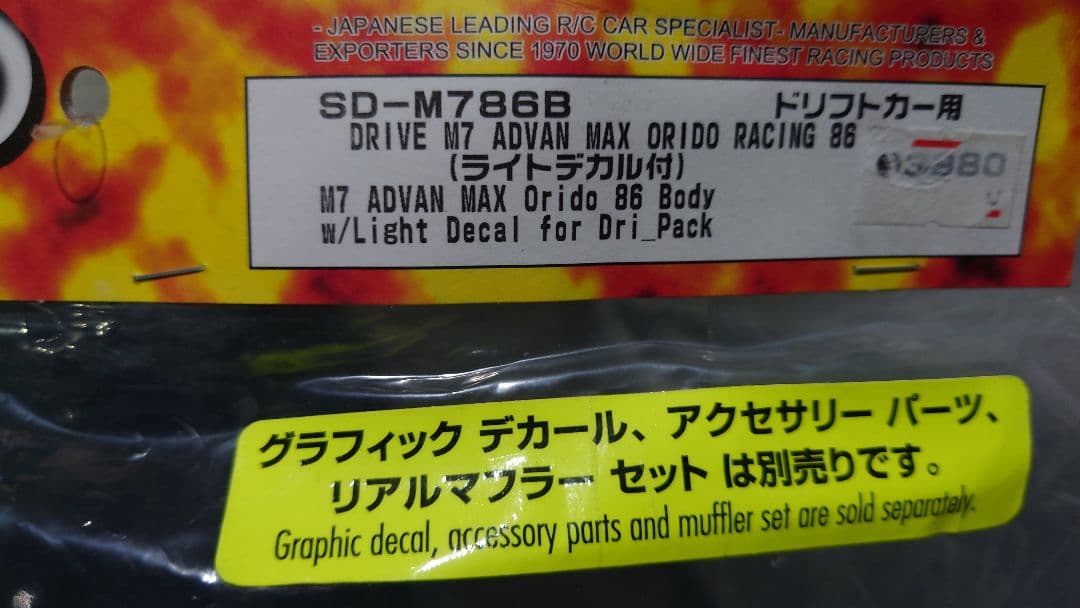 - JAPANESE LEADING R/C CAR SPECIALIST- MANUFACTURERS &
EXPORTERS SINCE 1970 WORLD WIDE FINEST RACING PRODUCTS
SD-M786B ドリフトカー用
DRIVE M7 ADVAN MAX ORIDO RACING 86
(ライトデカル付)
M7 ADVAN MAX Orido 86 Body
w/Light Decal for Dri_Pack
グラフィック デカール、アクセサリー パーツ、
リアルマフラー セット は別売りです。
Graphic decal, accessory parts and muffler set are sold separately.